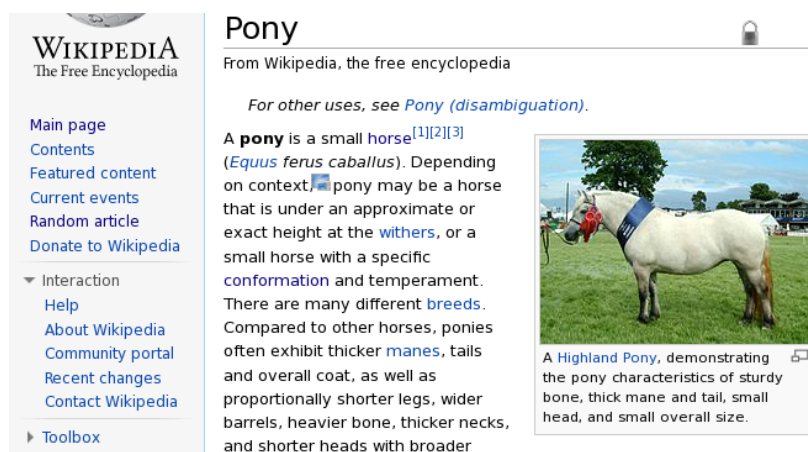 WIKIPEDIA
The Free Encyclopedia
Main page
Contents
Featured content
Current events
Random article
Donate to Wikipedia
Interaction
Help
About Wikipedia
Community portal
Recent changes
Contact Wikipedia
Toolbox
Pony
From Wikipedia, the free encyclopedia
For other uses, see Pony (disambiguation).
A pony is a small horse[1][2][3]
(Equus ferus caballus). Depending
on context, pony may be a horse
that is under an approximate or
exact height at the withers, or a
small horse with a specific
conformation and temperament.
There are many different breeds.
Compared to other horses, ponies
often exhibit thicker manes, tails
and overall coat, as well as
proportionally shorter legs, wider
barrels, heavier bone, thicker necks,
and shorter heads with broader
A Highland Pony, demonstrating
the pony characteristics of sturdy
bone, thick mane and tail, small
head, and small overall size.